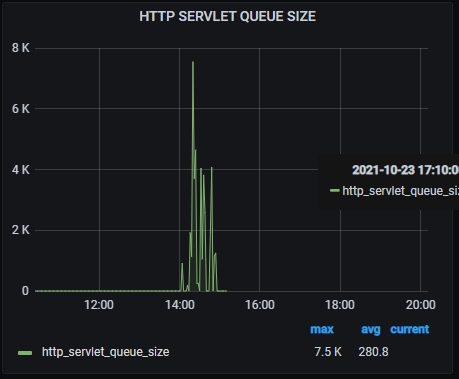 HTTP SERVLET QUEUE SIZE
8 K
6 K
4 K
2 K
0
2021-10-23 17:10:0
http_servlet_queue_siz
12:00 14:00 16:00 18:00 20:00
max avg current
http_servlet_queue_size 7.5 K 280.8